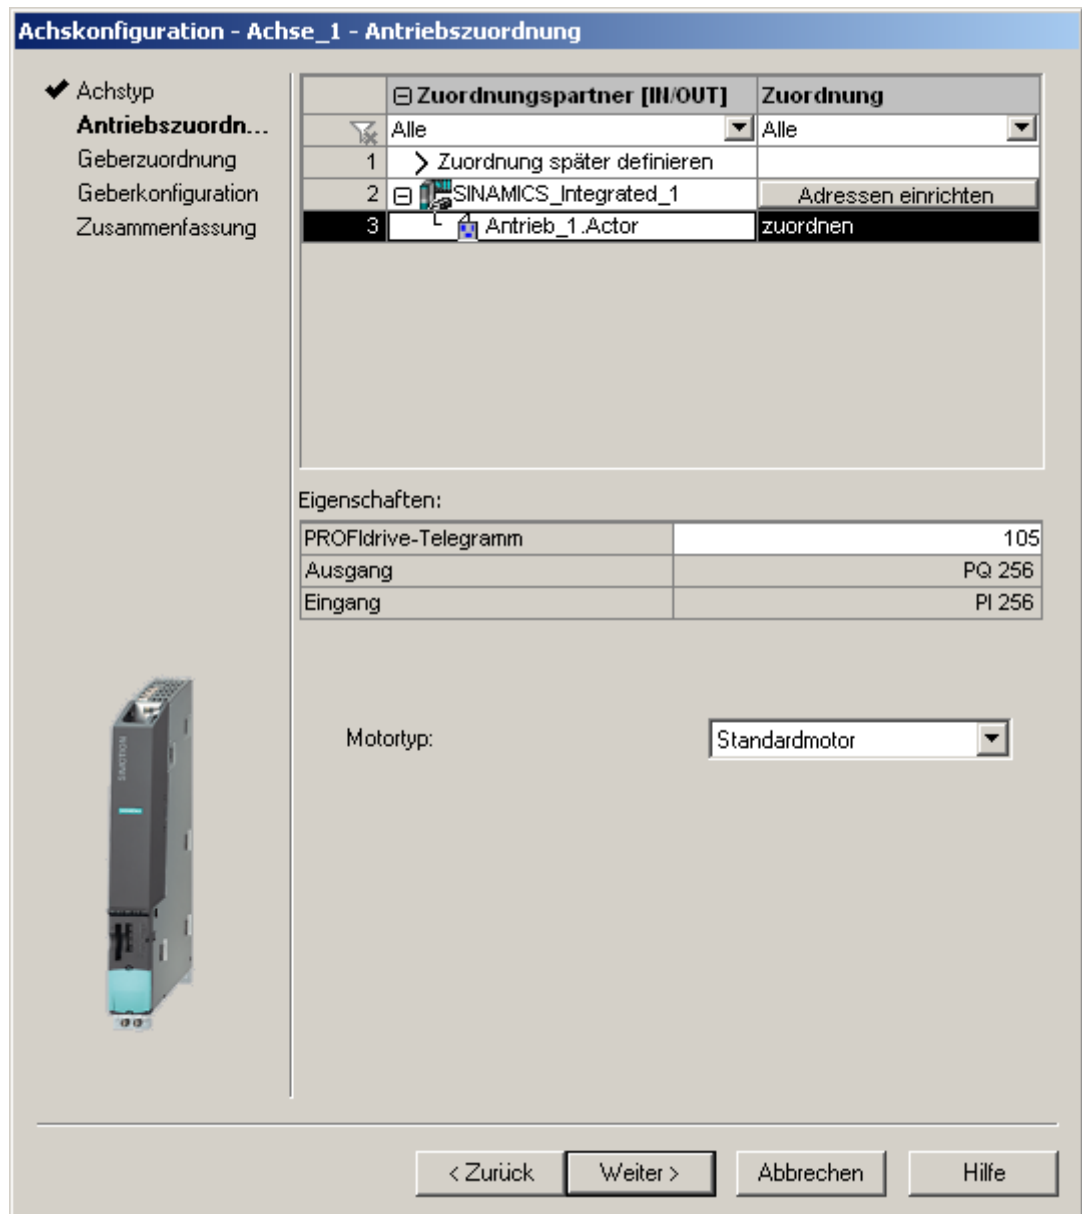 Achskonfiguration - Achse_1 - Antriebszuordnung
Achstyp
Antriebszuordn...
Geberzuordnung
Geberkonfiguration
Zusammenfassung
Zuordnungspartner [IN/OUT] Zuordnung
Alle Alle
1 Zuordnung später definieren
2 SINAMICS_Integrated_1 Adressen einrichten
3 Antrieb_1.Actor zuordnen
Eigenschaften:
PROFIdrive-Telegramm 105
Ausgang PQ 256
Eingang PI 256
SIMOTION
Motortyp: Standardmotor
< Zurück Weiter > Abbrechen Hilfe